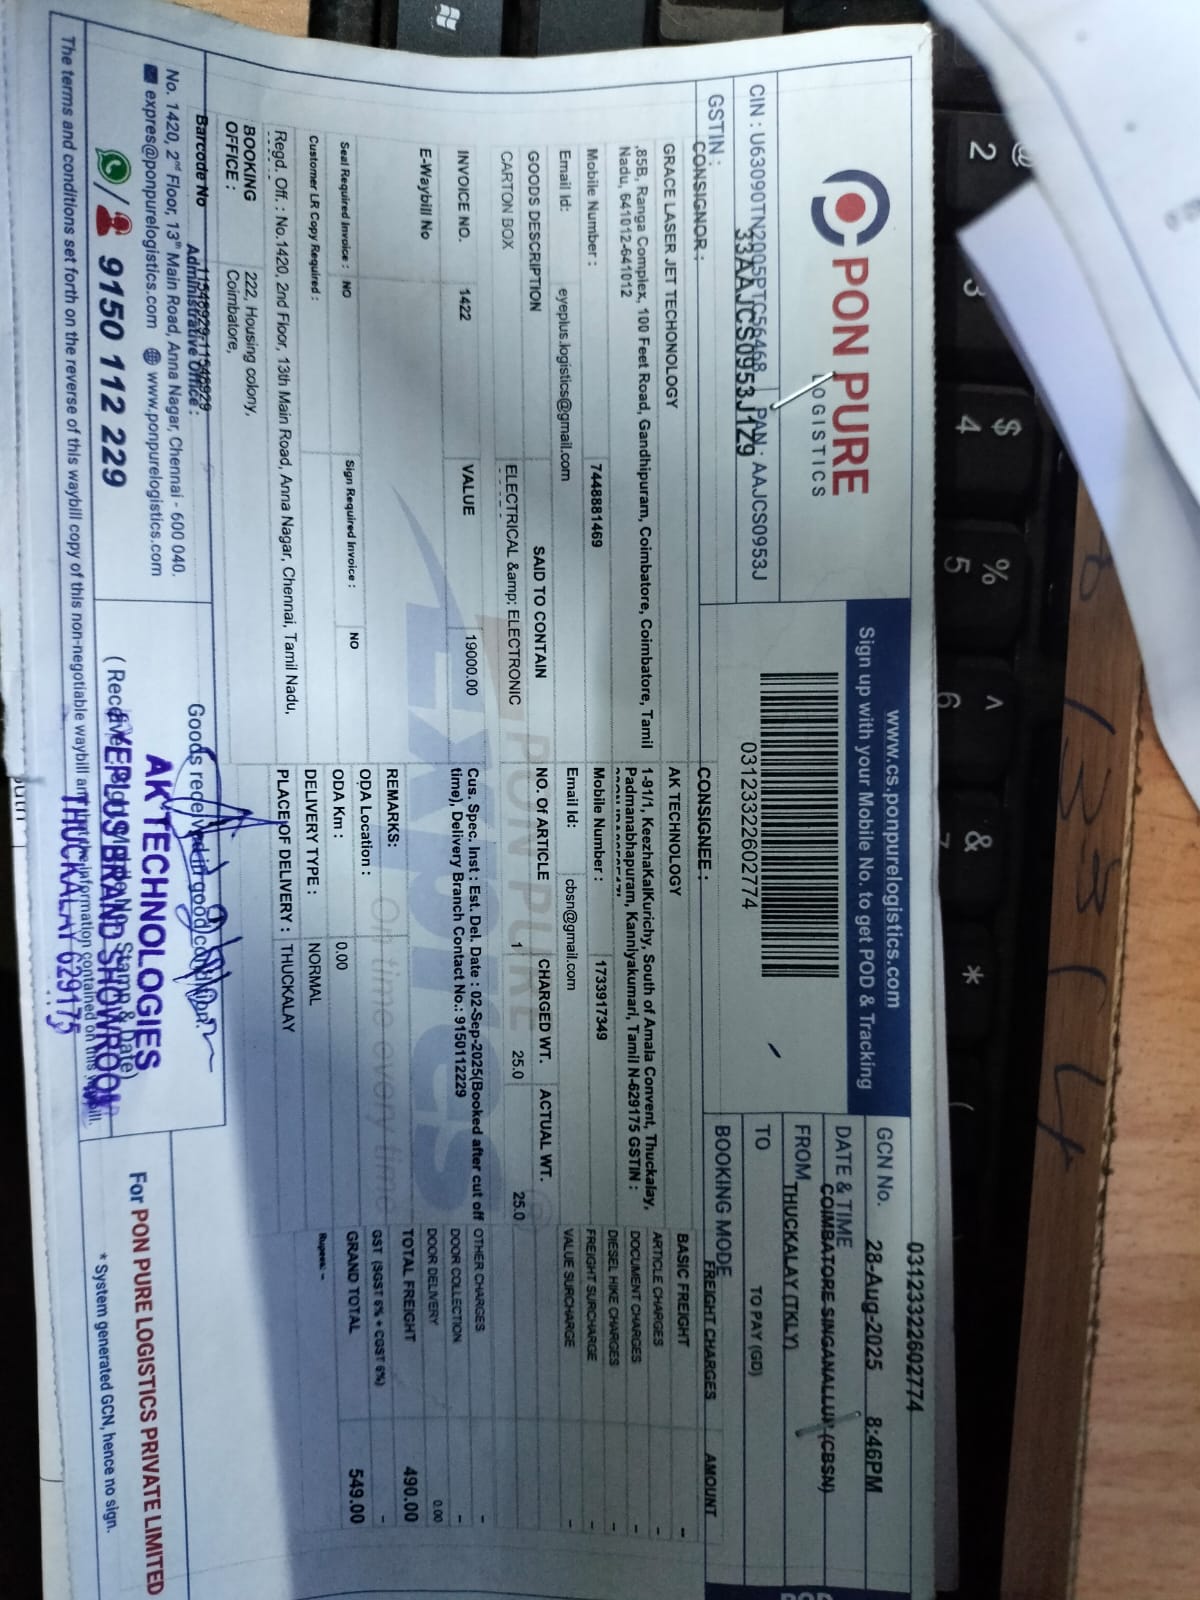 PON PURE
LOGISTICS
CIN : U63090TN2005PTC56468 PAN : AAJCS0953J
GSTIN : 33AAJCS0953J1Z9
www.cs.ponpurelogistics.com
Sign up with your Mobile No. to get POD & Tracking
03123322602774
GCN No. 03123322602774
DATE & TIME 28-Aug-2025 8:46PM
FROM COIMBATORE-SINGANALLUR (CBSN)
TO THUCKALAY (TKLY)
BOOKING MODE TO PAY (GD)
CONSIGNOR :
GRACE LASER JET TECHONOLOGY
,85B, Ranga Complex, 100 Feet Road, Gandhipuram, Coimbatore, Coimbatore, Tamil
Nadu, 641012-641012
Mobile Number : 7448881469
Email Id: eyeplus.logistics@gmail.com
CONSIGNEE :
AK TECHNOLOGY
1-91/1, KeezhaKalKurichy, South of Amala Convent, Thuckalay,
Padmanabhapuram, Kanniyakumari, Tamil N-629175 GSTIN :
Mobile Number : 1733917349
Email Id: cbsn@gmail.com
FREIGHT CHARGES AMOUNT
BASIC FREIGHT -
ARTICLE CHARGES -
DOCUMENT CHARGES -
DIESEL HIKE CHARGES -
FREIGHT SURCHARGE -
VALUE SURCHARGE -
OTHER CHARGES -
DOOR COLLECTION -
DOOR DELIVERY 0.00
TOTAL FREIGHT 490.00
GST (SGST 6% + CGST 6%) -
GRAND TOTAL 549.00
Rupees: -
GOODS DESCRIPTION SAID TO CONTAIN NO. Of ARTICLE CHARGED WT. ACTUAL WT.
CARTON BOX ELECTRICAL &amp; ELECTRONIC 1 25.0 25.0
INVOICE NO. 1422 VALUE 19000.00
E-Waybill No
Cus. Spec. Inst : Est. Del. Date : 02-Sep-2025(Booked after cut off
time), Delivery Branch Contact No.: 9150112229
PON PURE
Express
On time every time
REMARKS:
Seal Required Invoice : NO Sign Required Invoice : NO
ODA Location :
Customer LR Copy Required :
ODA Km : 0.00
Regd. Off. : No.1420, 2nd Floor, 13th Main Road, Anna Nagar, Chennai, Tamil Nadu,
DELIVERY TYPE : NORMAL
BOOKING OFFICE : 222, Housing colony,
Coimbatore,
PLACE OF DELIVERY : THUCKALAY
Barcode No 11548929-11548929
Administrative Office :
No. 1420, 2nd Floor, 13th Main Road, Anna Nagar, Chennai - 600 040.
expres@ponpurelogistics.com www.ponpurelogistics.com
9150 112 229
Goods received in good condition.
AK TECHNOLOGIES
EYEPLUS BRAND SHOWROOM
THUCKALAY 629175
Stamp & Date)
For PON PURE LOGISTICS PRIVATE LIMITED
* System generated GCN, hence no sign.
The terms and conditions set forth on the reverse of this waybill copy of this non-negotiable waybill and that the information contained on this waybill.